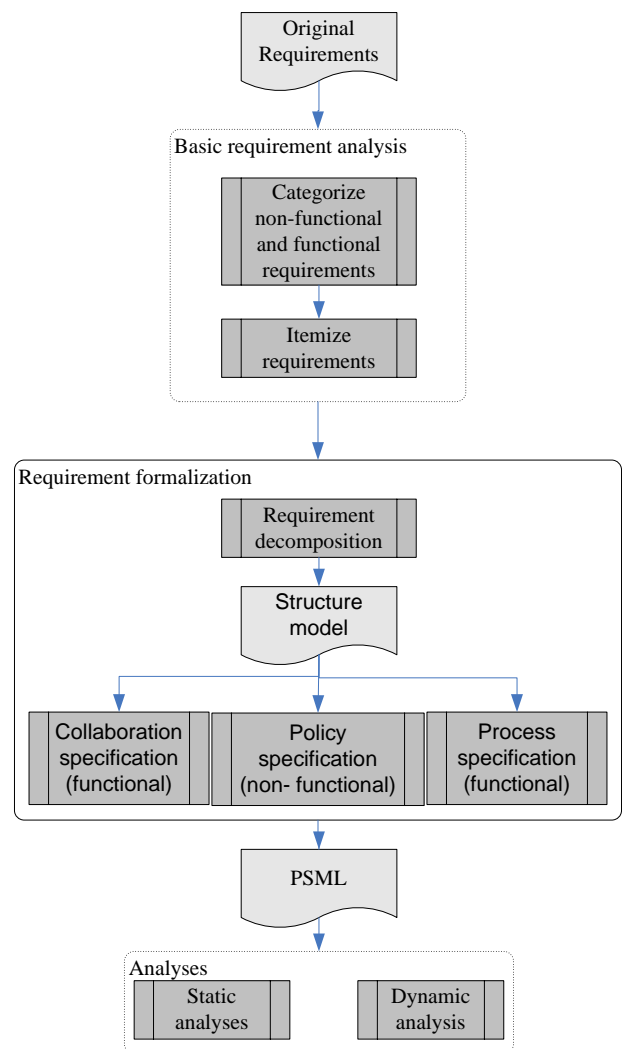 Original
Requirements
Basic requirement analysis
Categorize
non-functional
and functional
requirements
Itemize
requirements
Requirement formalization
Requirement
decomposition
Structure
model
Collaboration
specification
(functional)
Policy
specification
(non- functional)
Process
specification
(functional)
PSML
Analyses
Static
analyses
Dynamic
analysis